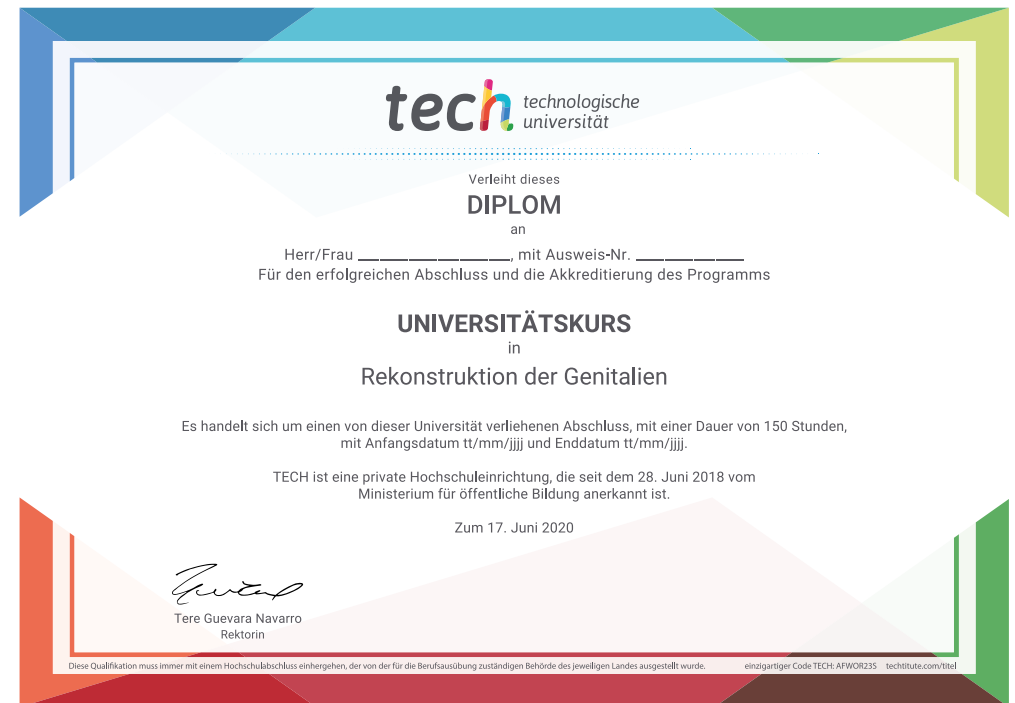 tech technologische
universität
Verleiht dieses
DIPLOM
an
Herr/Frau ____________________, mit Ausweis-Nr. ______________
Für den erfolgreichen Abschluss und die Akkreditierung des Programms
UNIVERSITÄTSKURS
in
Rekonstruktion der Genitalien
Es handelt sich um einen von dieser Universität verliehenen Abschluss, mit einer Dauer von 150 Stunden,
mit Anfangsdatum tt/mm/jjjj und Enddatum tt/mm/jjjj.
TECH ist eine private Hochschuleinrichtung, die seit dem 28. Juni 2018 vom
Ministerium für öffentliche Bildung anerkannt ist.
Zum 17. Juni 2020
Tere Guevara Navarro
Rektorin
Diese Qualifikation muss immer mit einem Hochschulabschluss einhergehen, der von der für die Berufsausübung zuständigen Behörde des jeweiligen Landes ausgestellt wurde. einzigartiger Code TECH: AFWOR23S techtitute.com/titel